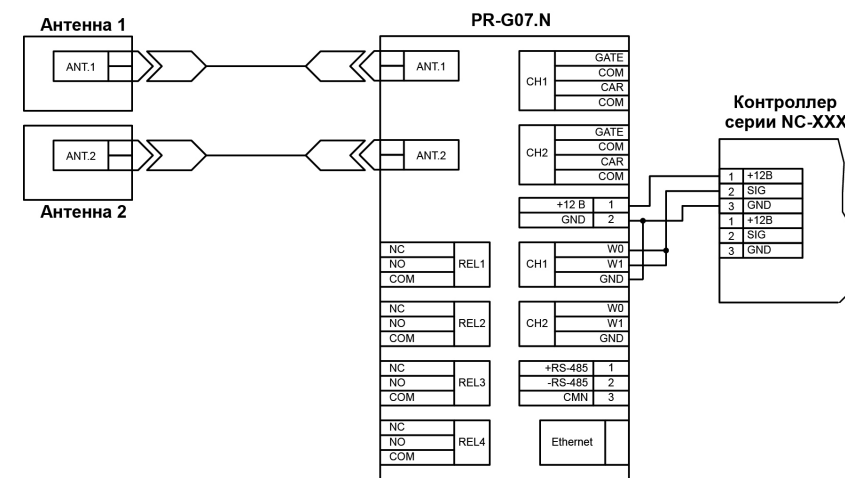 PR-G07.N
Антенна 1
ANT.1
ANT.1
ANT.2
ANT.2
Антенна 2
CH1
GATE
COM
CAR
COM
CH2
GATE
COM
CAR
COM
+12 В 1
GND 2
NC
NO
COM
REL1
CH1
W0
W1
GND
NC
NO
COM
REL2
CH2
W0
W1
GND
NC
NO
COM
REL3
+RS-485 1
-RS-485 2
CMN 3
NC
NO
COM
REL4
Ethernet
Контроллер
серии NC-XXX
1 +12В
2 SIG
3 GND
1 +12В
2 SIG
3 GND